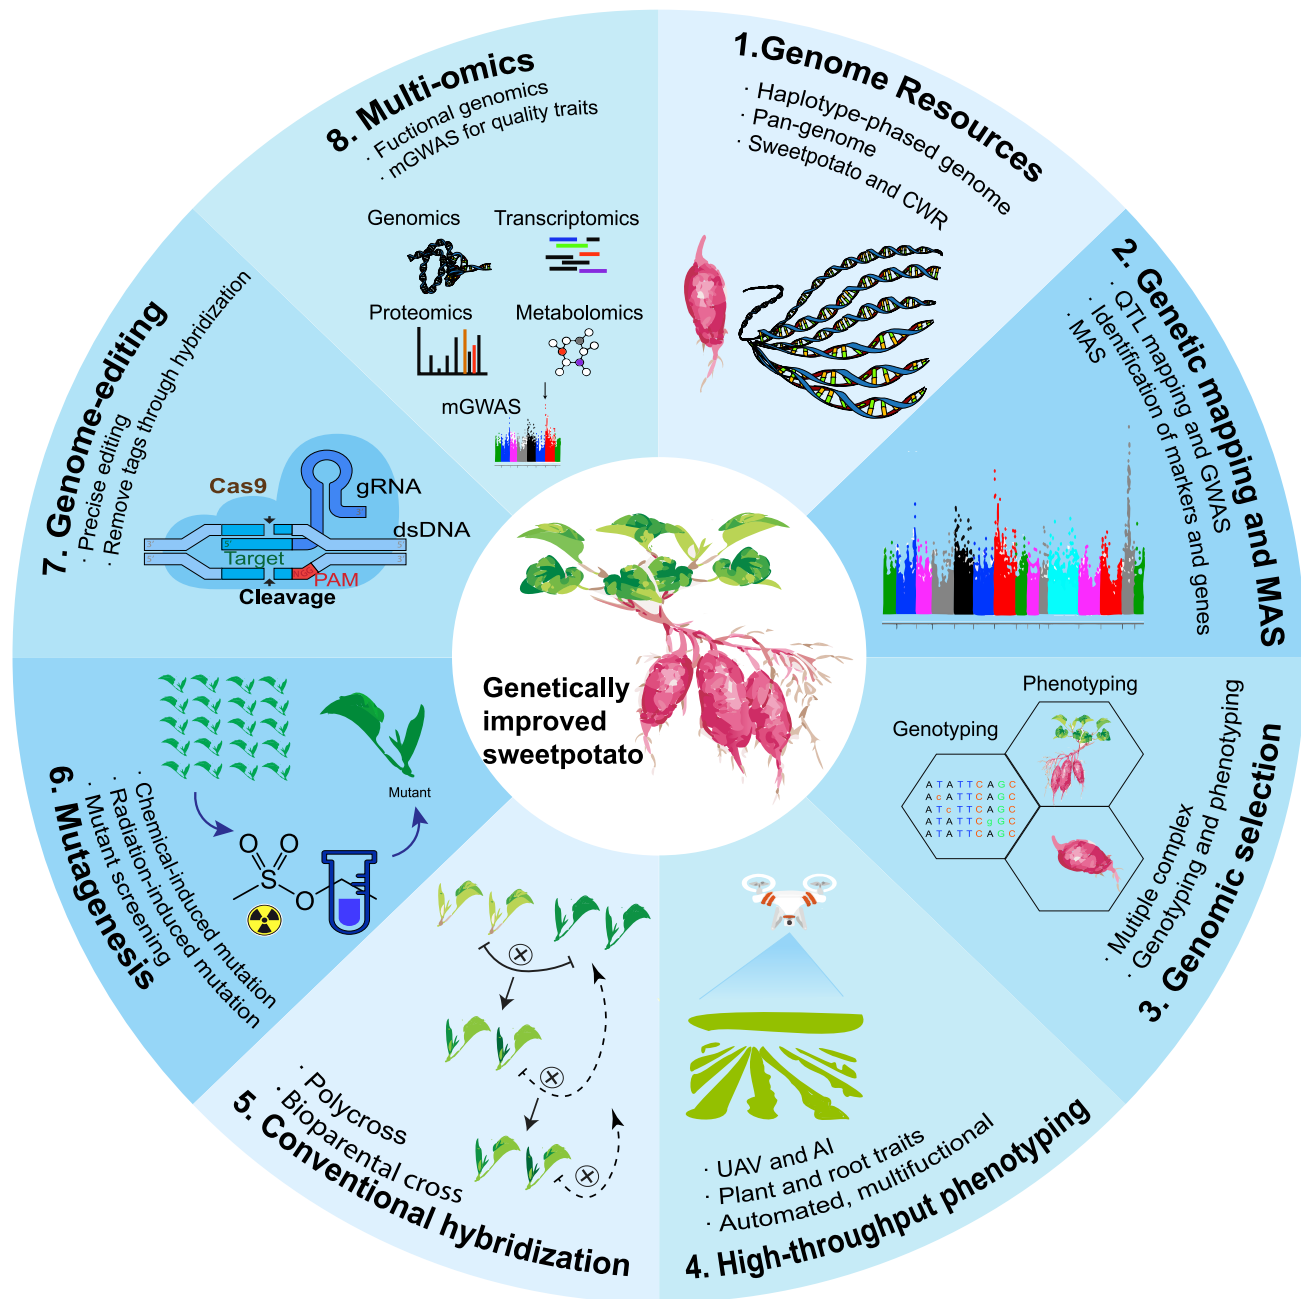 1.Genome Resources
· Haplotype-phased genome
· Pan-genome
· Sweetpotato and CWR
2. Genetic mapping and MAS
· QTL mapping and GWAS
· Identification of markers and genes
· MAS
3. Genomic selection
· Mutiple complex
· Genotyping and phenotyping
Phenotyping
Genotyping
ATATTCAGC
AcATTCAGC
ATcTTCAGC
ATATTCgGC
ATATTCAGC
4. High-throughput phenotyping
· UAV and AI
· Plant and root traits
· Automated, multifuctional
5. Conventional hybridization
· Polycross
· Bioparental cross
6. Mutagenesis
· Chemical-induced mutation
· Radiation-induced mutation
· Mutant screening
Mutant
O O
S
O
7. Genome-editing
· Precise editing
· Remove tags through hybridization
Cas9
gRNA
dsDNA
Target
PAM
Cleavage
5'
8. Multi-omics
· Fuctional genomics
· mGWAS for quality traits
Genomics
Transcriptomics
Proteomics
Metabolomics
mGWAS
Genetically
improved
sweetpotato